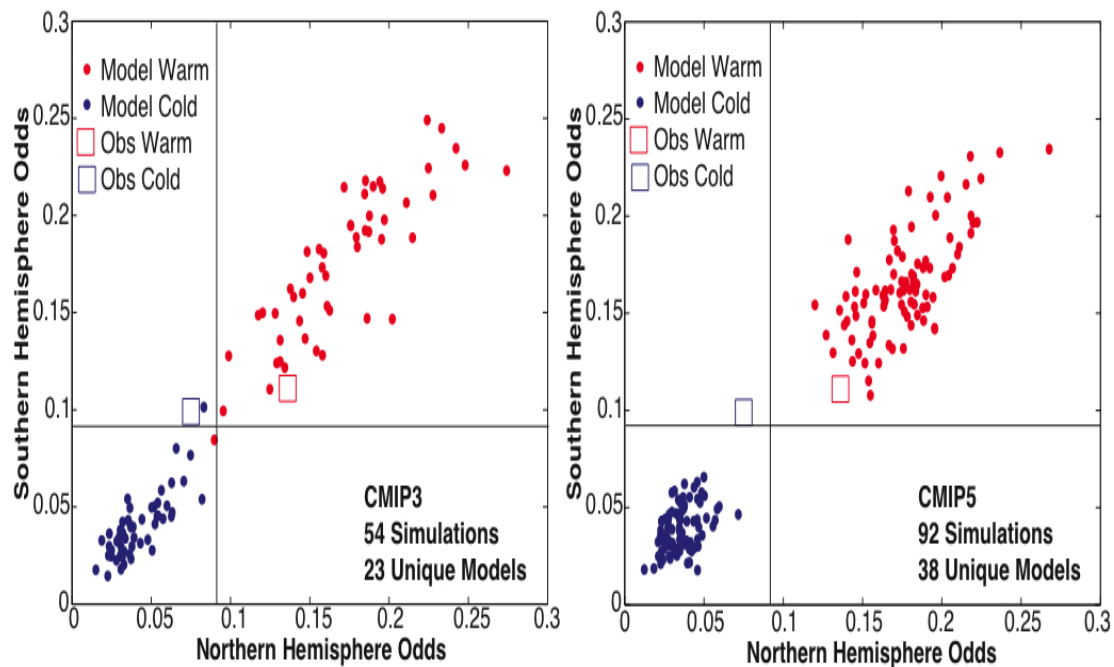 0.3
0.25
0.2
0.15
0.1
0.05
0
Southern Hemisphere Odds
Model Warm
Model Cold
Obs Warm
Obs Cold
CMIP3
54 Simulations
23 Unique Models
0 0.05 0.1 0.15 0.2 0.25 0.3
Northern Hemisphere Odds
0.3
0.25
0.2
0.15
0.1
0.05
0
Southern Hemisphere Odds
Model Warm
Model Cold
Obs Warm
Obs Cold
CMIP5
92 Simulations
38 Unique Models
0 0.05 0.1 0.15 0.2 0.25 0.3
Northern Hemisphere Odds